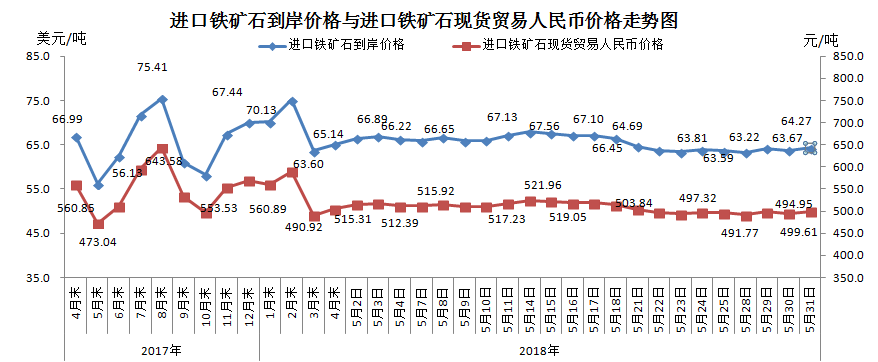 进口铁矿石到岸价格与进口铁矿石现货贸易人民币价格走势图
美元/吨
元/吨
进口铁矿石到岸价格
进口铁矿石现货贸易人民币价格
85.0
75.0
65.0
55.0
45.0
35.0
850.0
800.0
750.0
700.0
650.0
600.0
550.0
500.0
450.0
400.0
350.0
66.99
56.13
75.41
67.44
70.13
63.60
65.14
66.89
66.22
66.65
67.13
67.56
67.10
66.45
64.69
63.81
63.59
63.22
63.67
64.27
560.85
473.04
643.58
553.53
560.89
490.92
515.31
512.39
515.92
517.23
521.96
519.05
503.84
497.32
491.77
494.95
499.61
4月末
5月末
6月末
7月末
8月末
9月末
10月末
11月末
12月末
1月末
2月末
3月末
4月末
5月2日
5月3日
5月4日
5月7日
5月8日
5月9日
5月10日
5月11日
5月14日
5月15日
5月16日
5月17日
5月18日
5月21日
5月22日
5月23日
5月24日
5月25日
5月28日
5月29日
5月30日
5月31日
2017年
2018年